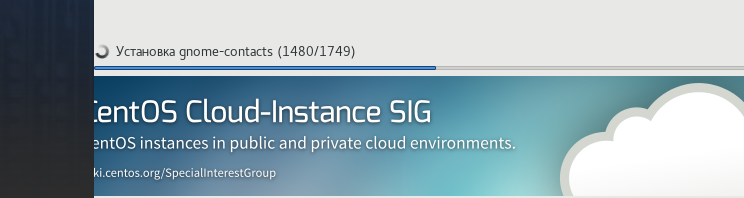 Установка gnome-contacts (1480/1749)
CentOS Cloud-Instance SIG
entOS instances in public and private cloud environments.
ki.centos.org/SpecialInterestGroup